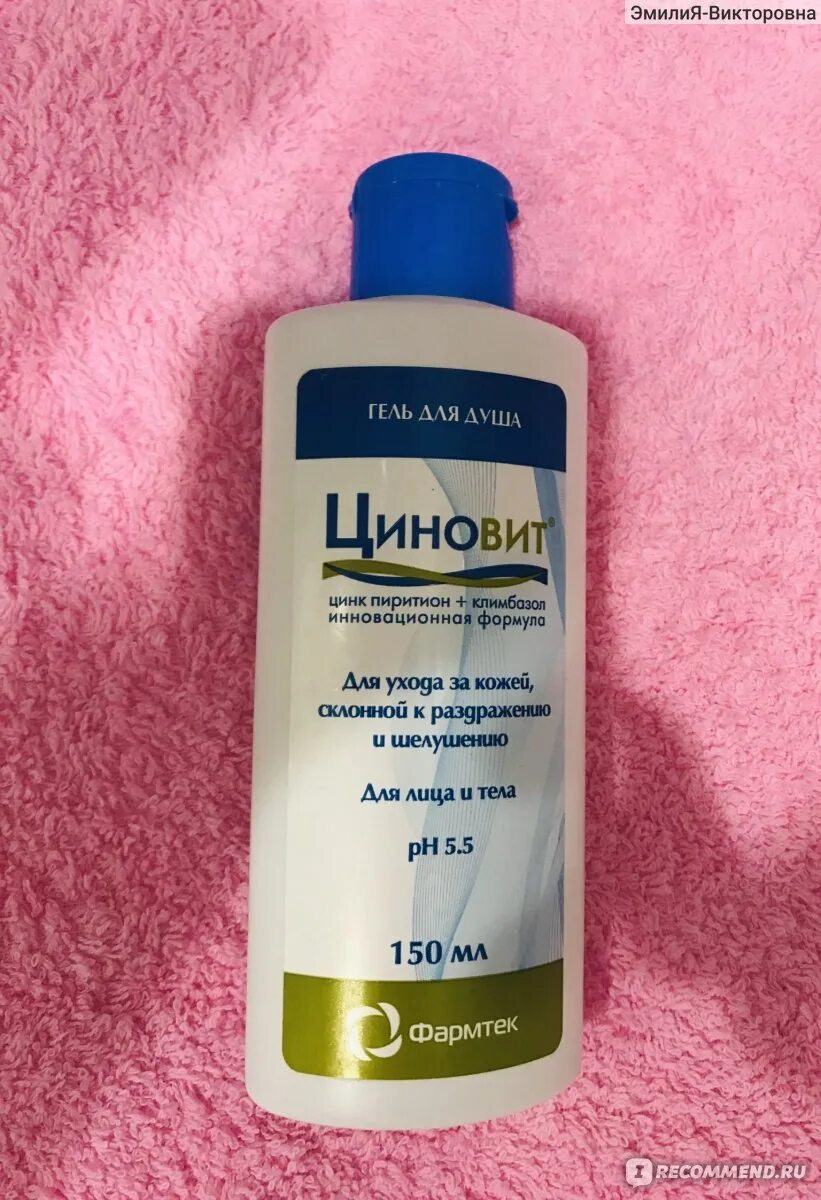 ЭмилиЯ-Викторовна
ГЕЛЬ ДЛЯ ДУША
ЦИНОВИТ®
цинк пиритион + климбазол
инновационная формула
Для ухода за кожей,
склонной к раздражению
и шелушению
Для лица и тела
pH 5.5
150 мл
Фармтек
IRECOMMEND.RU